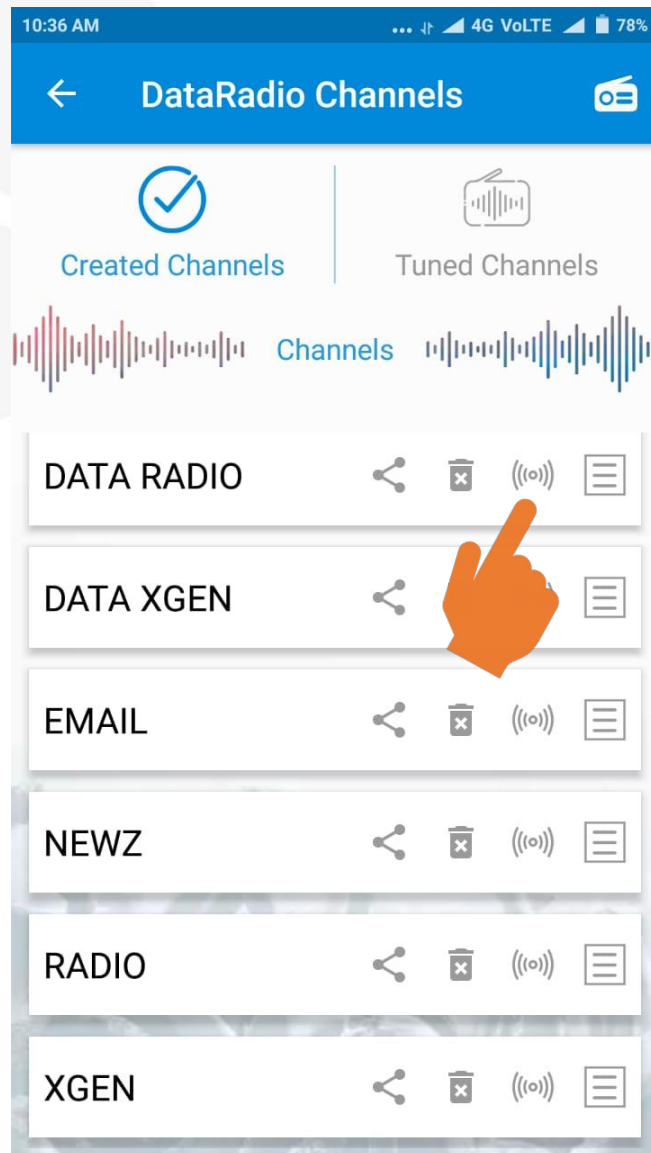 10:36 AM 4G VoLTE 78%
DataRadio Channels
Created Channels
Tuned Channels
Channels
DATA RADIO
DATA XGEN
EMAIL
NEWZ
RADIO
XGEN